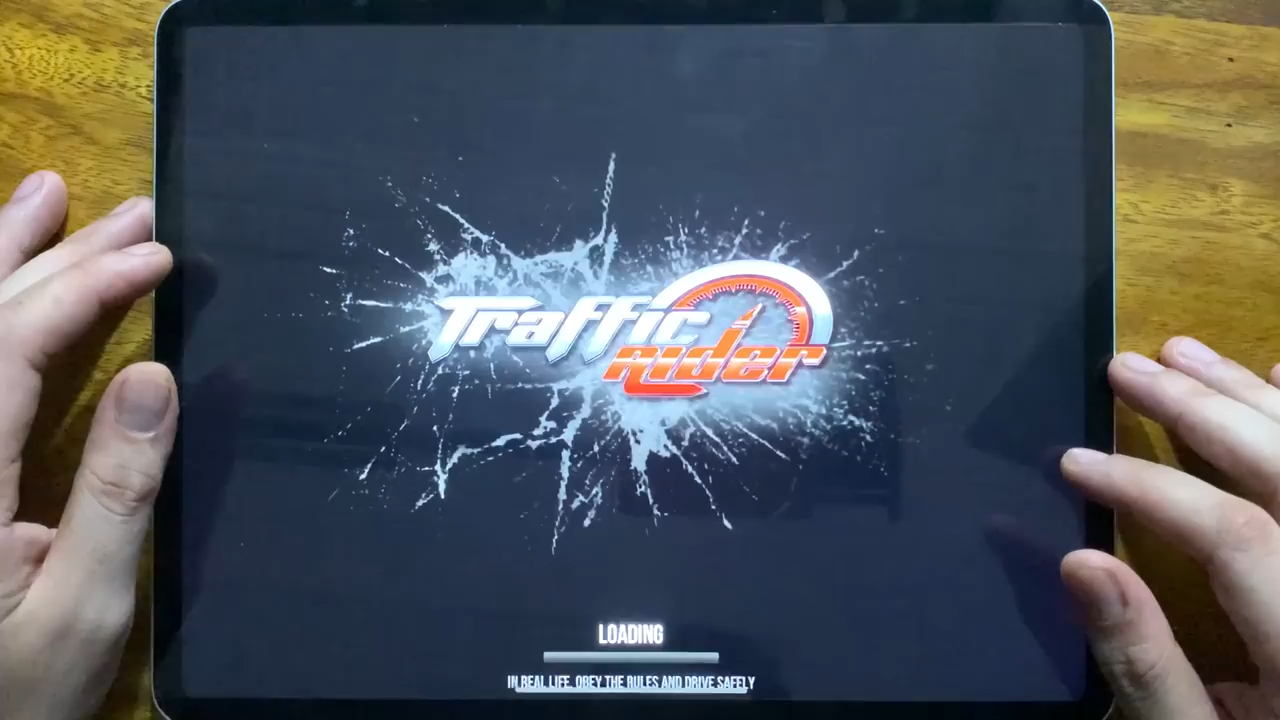 Traffic
Rider
LOADING
IN REAL LIFE, OBEY THE RULES AND DRIVE SAFELY